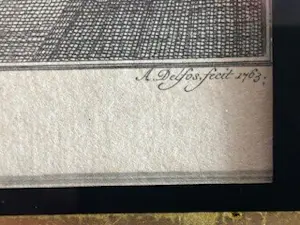 A. Delfos. fecit 1763.